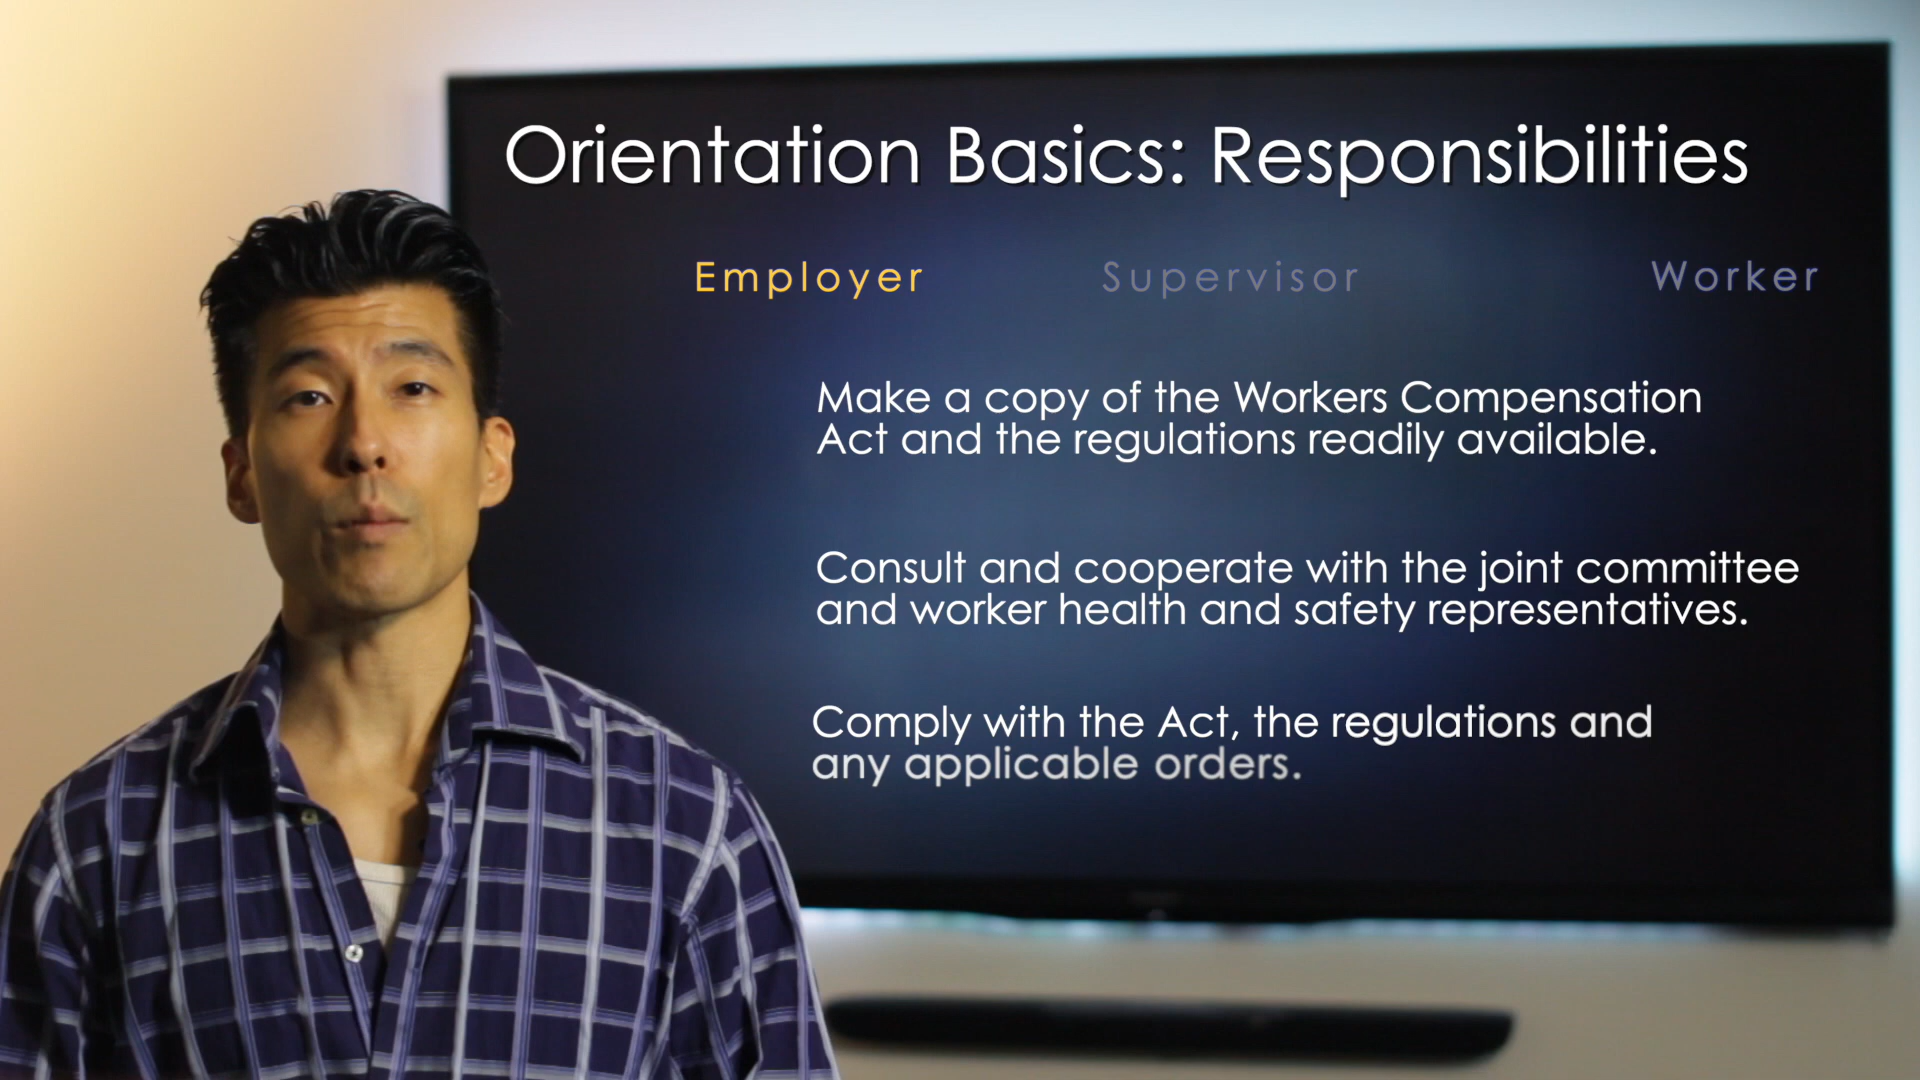 Orientation Basics: Responsibilities
Employer Supervisor Worker
Make a copy of the Workers Compensation
Act and the regulations readily available.
Consult and cooperate with the joint committee
and worker health and safety representatives.
Comply with the Act, the regulations and
any applicable orders.